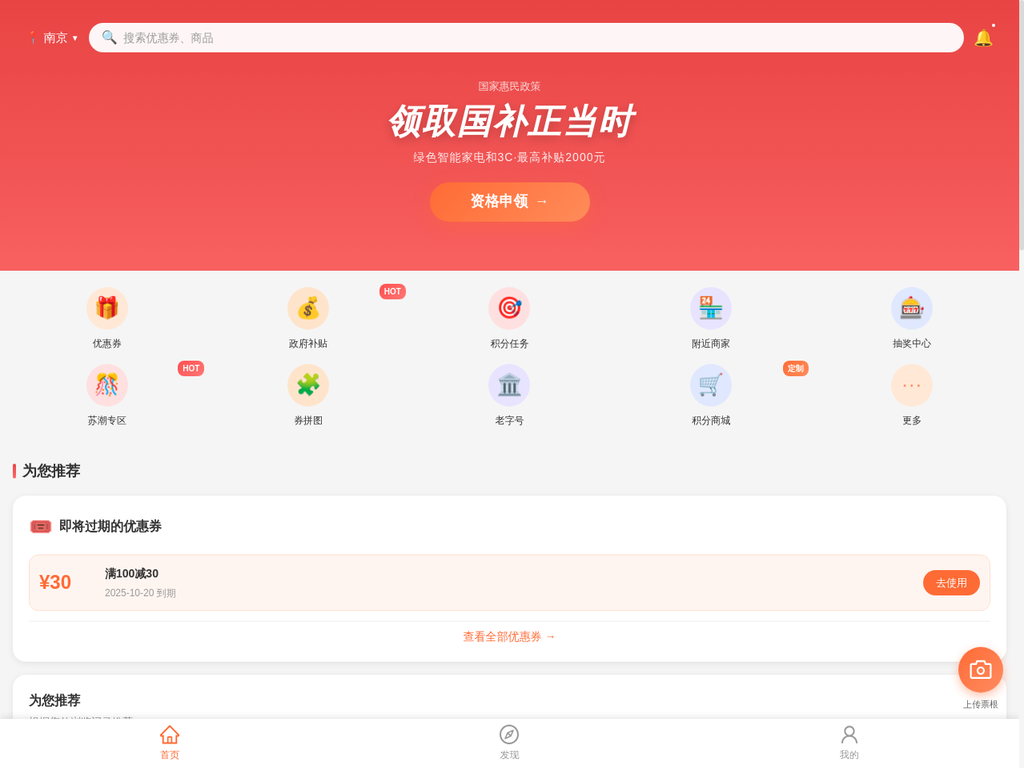 南京 ▼
搜索优惠券、商品
国家惠民政策
领取国补正当时
绿色智能家电和3C·最高补贴2000元
资格申领 →
优惠券
政府补贴
HOT
积分任务
附近商家
抽奖中心
苏潮专区
HOT
券拼图
老字号
积分商城
定制
更多
为您推荐
即将过期的优惠券
¥30
满100减30
2025-10-20 到期
去使用
查看全部优惠券 →
上传票根
为您推荐
首页
发现
我的